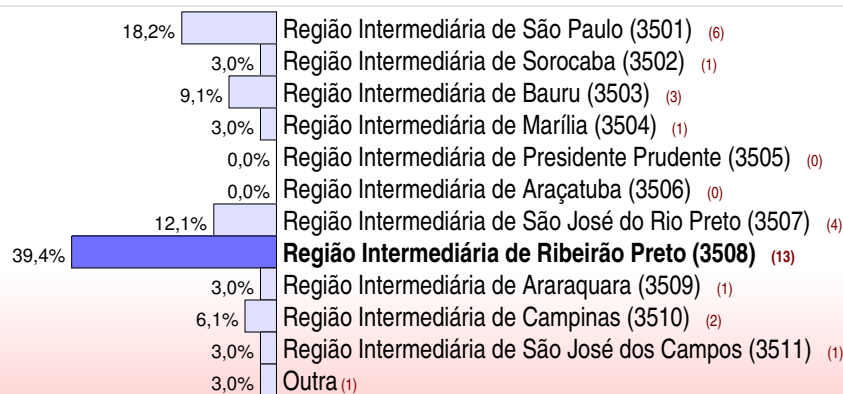 18,2% Região Intermediária de São Paulo (3501) (6)
3,0% Região Intermediária de Sorocaba (3502) (1)
9,1% Região Intermediária de Bauru (3503) (3)
3,0% Região Intermediária de Marília (3504) (1)
0,0% Região Intermediária de Presidente Prudente (3505) (0)
0,0% Região Intermediária de Araçatuba (3506) (0)
12,1% Região Intermediária de São José do Rio Preto (3507) (4)
39,4% Região Intermediária de Ribeirão Preto (3508) (13)
3,0% Região Intermediária de Araraquara (3509) (1)
6,1% Região Intermediária de Campinas (3510) (2)
3,0% Região Intermediária de São José dos Campos (3511) (1)
3,0% Outra (1)